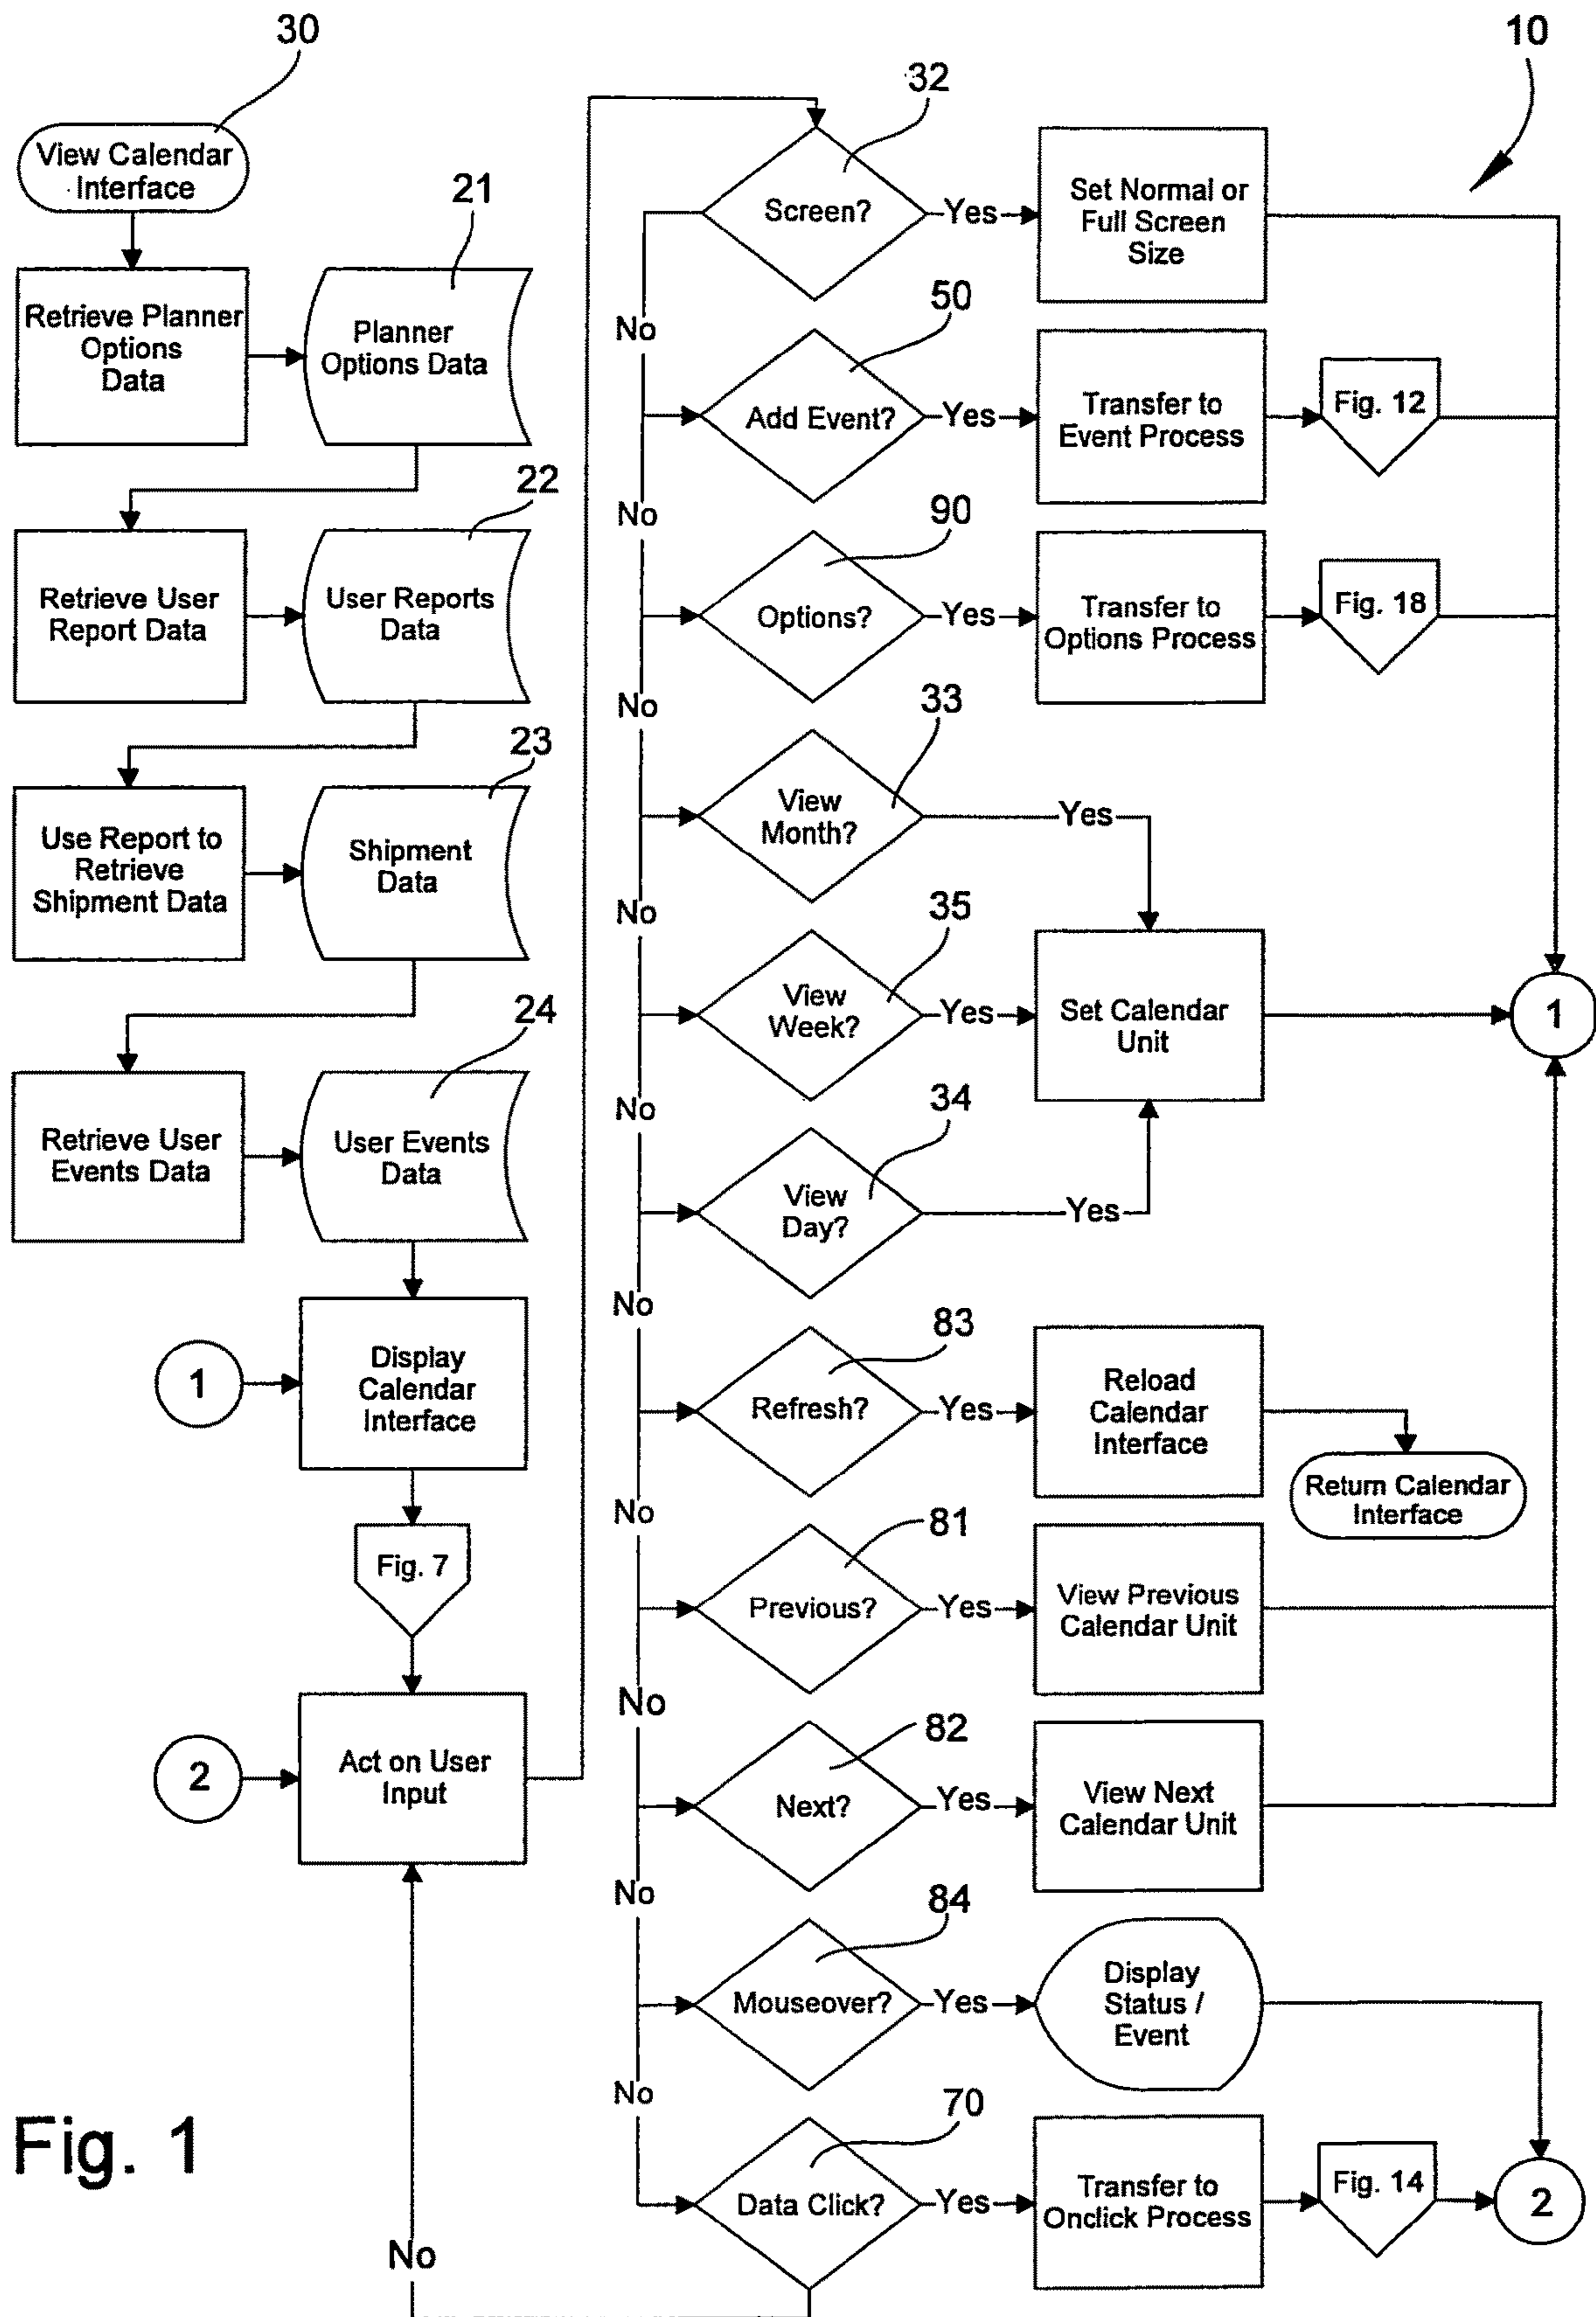 30
View Calendar
Interface
21
Retrieve Planner
Options
Data
Planner
Options Data
22
Retrieve User
Report Data
User Reports
Data
23
Use Report to
Retrieve
Shipment Data
Shipment
Data
24
Retrieve User
Events Data
User Events
Data
1
Display
Calendar
Interface
Fig. 7
2
Act on User
Input
No
10
32
Screen?
Yes
Set Normal or
Full Screen
Size
No
50
Add Event?
Yes
Transfer to
Event Process
Fig. 12
No
90
Options?
Yes
Transfer to
Options Process
Fig. 18
No
33
View
Month?
Yes
No
35
View
Week?
Yes
Set Calendar
Unit
1
No
34
View
Day?
Yes
No
83
Refresh?
Yes
Reload
Calendar
Interface
Return Calendar
Interface
No
81
Previous?
Yes
View Previous
Calendar Unit
No
82
Next?
Yes
View Next
Calendar Unit
No
84
Mouseover?
Yes
Display
Status /
Event
No
70
Data Click?
Yes
Transfer to
Onclick Process
Fig. 14
2
Fig. 1